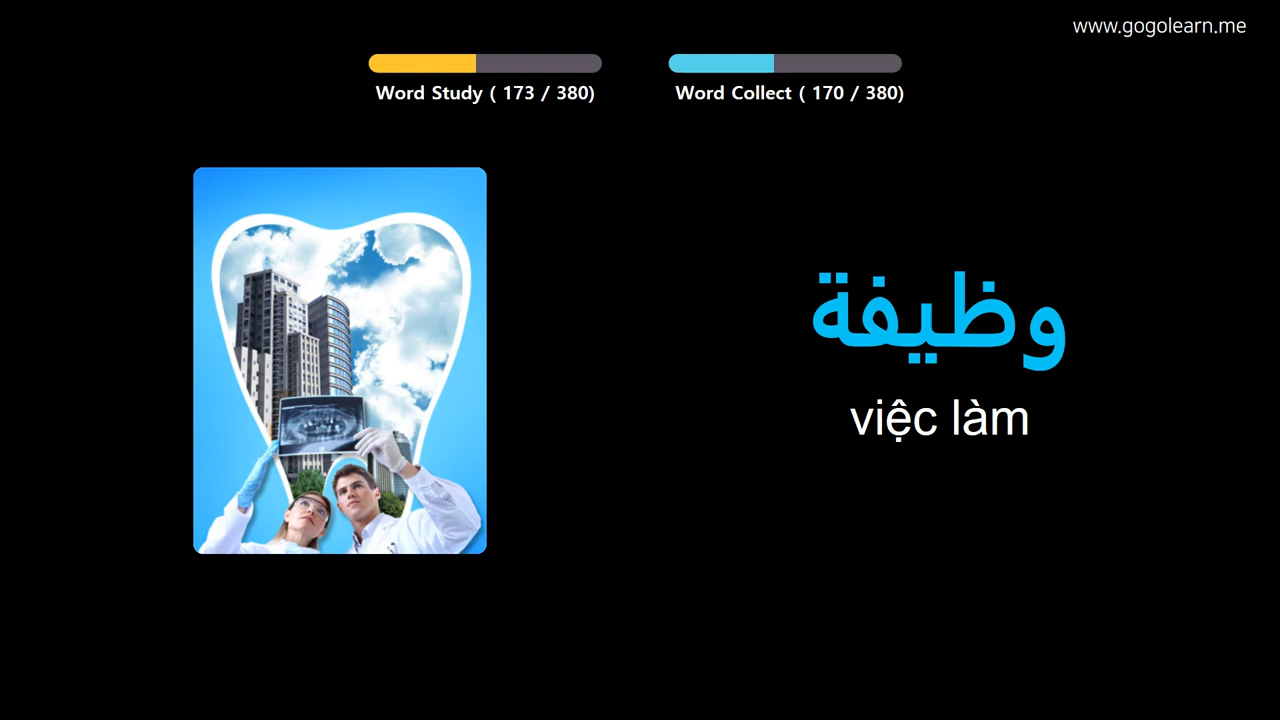 www.gogolearn.me
Word Study ( 173 / 380)
Word Collect ( 170 / 380)
وظيفة
việc làm